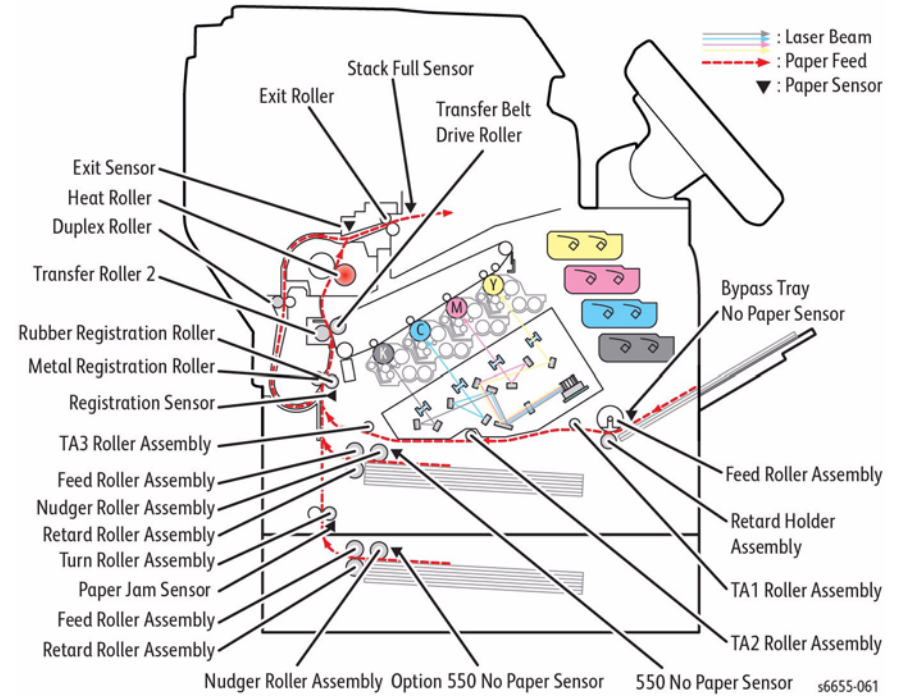 : Laser Beam
: Paper Feed
: Paper Sensor
Stack Full Sensor
Exit Roller
Transfer Belt
Drive Roller
Exit Sensor
Heat Roller
Duplex Roller
Transfer Roller 2
Rubber Registration Roller
Metal Registration Roller
Registration Sensor
TA3 Roller Assembly
Feed Roller Assembly
Nudger Roller Assembly
Retard Roller Assembly
Turn Roller Assembly
Paper Jam Sensor
Feed Roller Assembly
Retard Roller Assembly
Nudger Roller Assembly
Option 550 No Paper Sensor
550 No Paper Sensor
Y
M
C
K
Bypass Tray
No Paper Sensor
Feed Roller Assembly
Retard Holder
Assembly
TA1 Roller Assembly
TA2 Roller Assembly
s6655-061